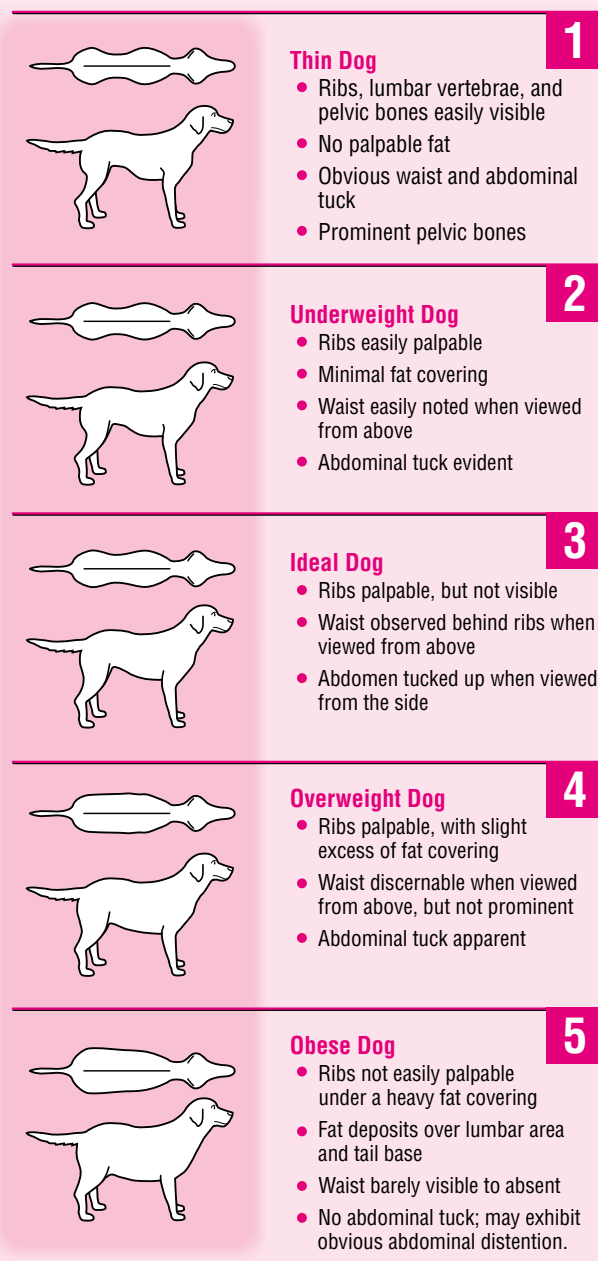 1
Thin Dog
• Ribs, lumbar vertebrae, and
pelvic bones easily visible
• No palpable fat
• Obvious waist and abdominal
tuck
• Prominent pelvic bones
2
Underweight Dog
• Ribs easily palpable
• Minimal fat covering
• Waist easily noted when viewed
from above
• Abdominal tuck evident
3
Ideal Dog
• Ribs palpable, but not visible
• Waist observed behind ribs when
viewed from above
• Abdomen tucked up when viewed
from the side
4
Overweight Dog
• Ribs palpable, with slight
excess of fat covering
• Waist discernable when viewed
from above, but not prominent
• Abdominal tuck apparent
5
Obese Dog
• Ribs not easily palpable
under a heavy fat covering
• Fat deposits over lumbar area
and tail base
• Waist barely visible to absent
• No abdominal tuck; may exhibit
obvious abdominal distention.